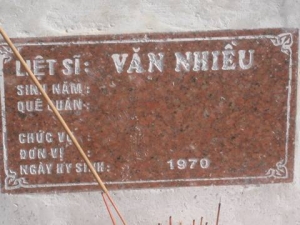 LIỆT SĨ: VĂN NHIỀU
SINH NĂM:
QUÊ QUÁN:
CHỨC VỤ:
ĐƠN VỊ:
NGÀY HY SINH: 1970